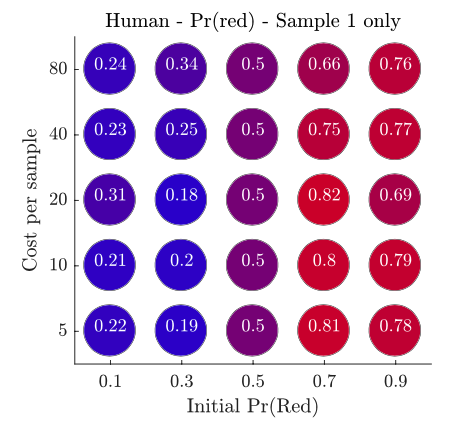 Human - Pr(red) - Sample 1 only
Cost per sample
80 0.24 0.34 0.5 0.66 0.76
40 0.23 0.25 0.5 0.75 0.77
20 0.31 0.18 0.5 0.82 0.69
10 0.21 0.2 0.5 0.8 0.79
5 0.22 0.19 0.5 0.81 0.78
0.1 0.3 0.5 0.7 0.9
Initial Pr(Red)